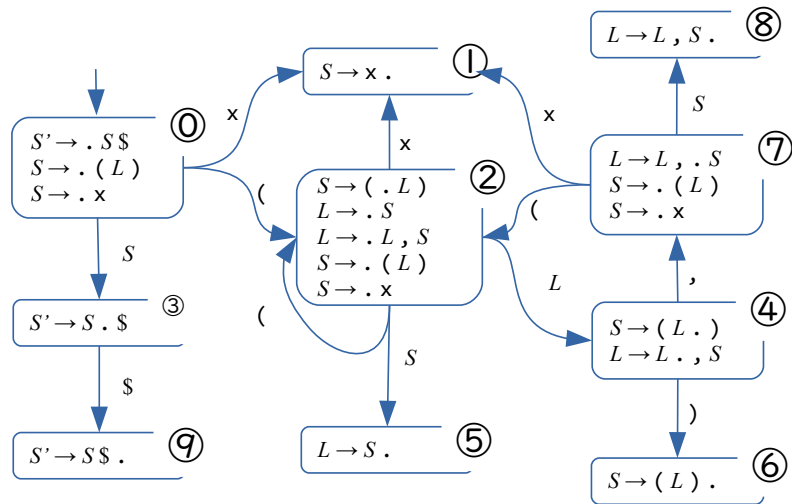 ⑧
L → L , S .
①
S → x .
S
x
x
⓪
S' → . S $
S → . ( L )
S → . x
x
⑦
L → L , . S
S → . ( L )
S → . x
②
S → ( . L )
L → . S
L → . L , S
S → . ( L )
S → . x
(
(
S
L
,
③
S' → S . $
④
S → ( L . )
L → L . , S
(
S
$
)
⑨
S' → S $ .
⑤
L → S .
⑥
S → ( L ) .